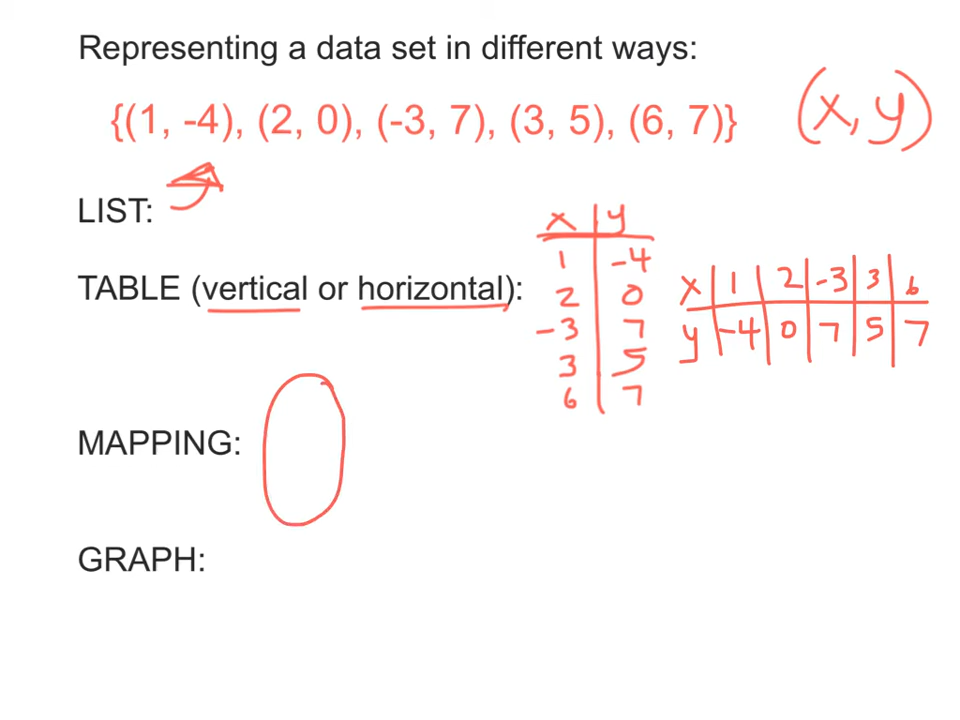 Representing a data set in different ways:
{(1, -4), (2, 0), (-3, 7), (3, 5), (6, 7)}
(x, y)
LIST:
TABLE (vertical or horizontal):
x y
1 -4
2 0
-3 7
3 5
6 7
x 1 2 -3 3 6
y -4 0 7 5 7
MAPPING:
GRAPH: